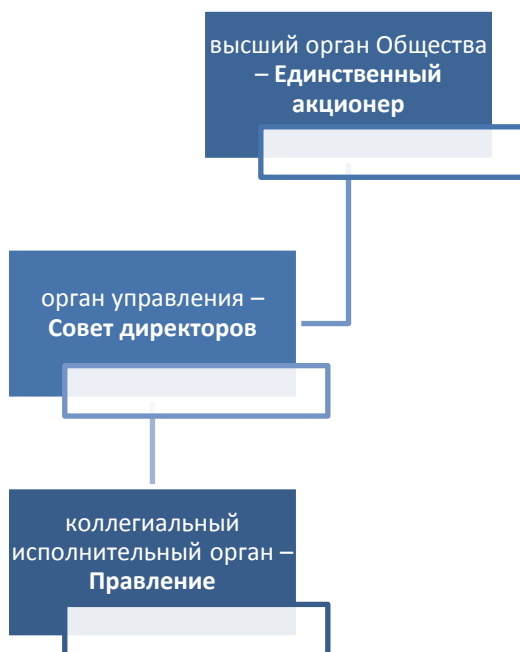 высший орган Общества
– Единственный
акционер
орган управления –
Совет директоров
коллегиальный
исполнительный орган –
Правление